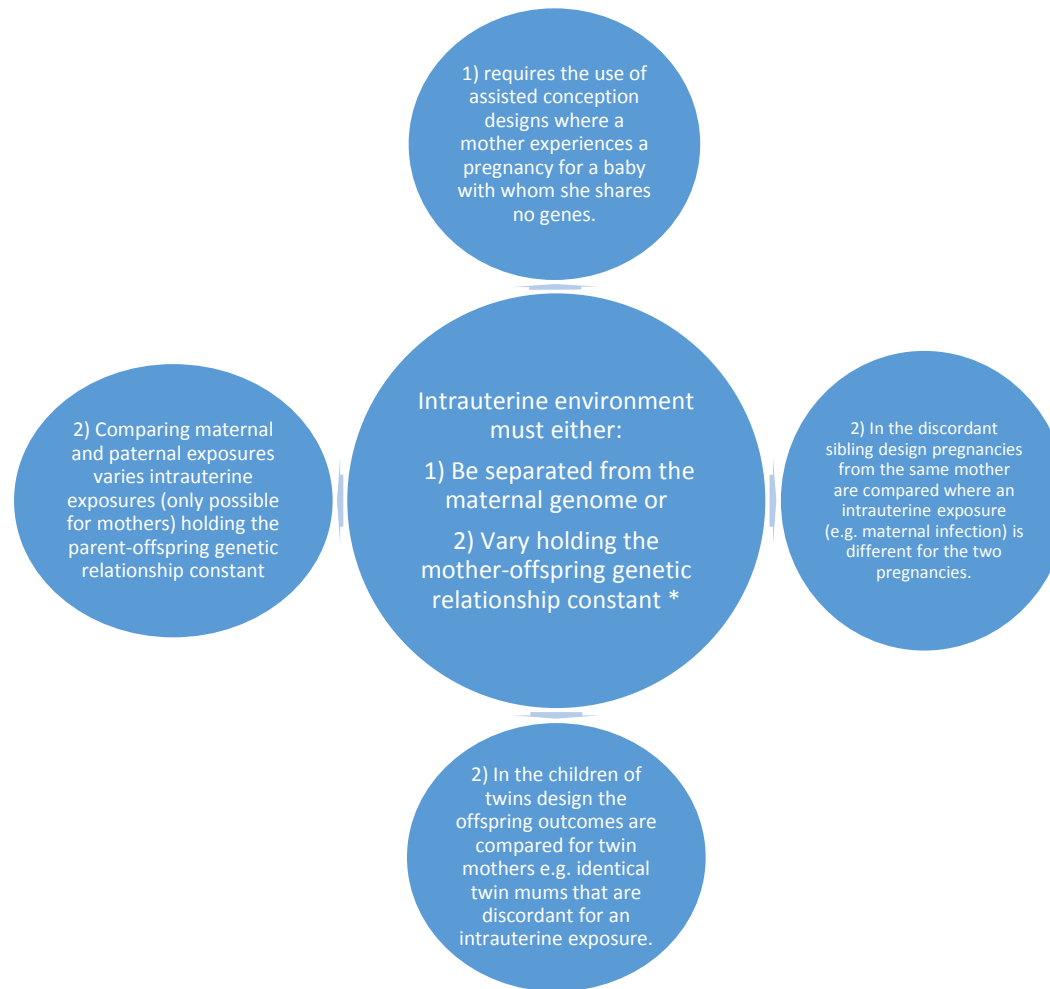 1) requires the use of
assisted conception
designs where a
mother experiences a
pregnancy for a baby
with whom she shares
no genes.
Intrauterine environment
must either:
1) Be separated from the
maternal genome or
2) Vary holding the
mother-offspring genetic
relationship constant *
2) Comparing maternal
and paternal exposures
varies intrauterine
exposures (only possible
for mothers) holding the
parent-offspring genetic
relationship constant
2) In the discordant
sibling design pregnancies
from the same mother
are compared where an
intrauterine exposure
(e.g. maternal infection) is
different for the two
pregnancies.
2) In the children of
twins design the
offspring outcomes are
compared for twin
mothers e.g. identical
twin mums that are
discordant for an
intrauterine exposure.